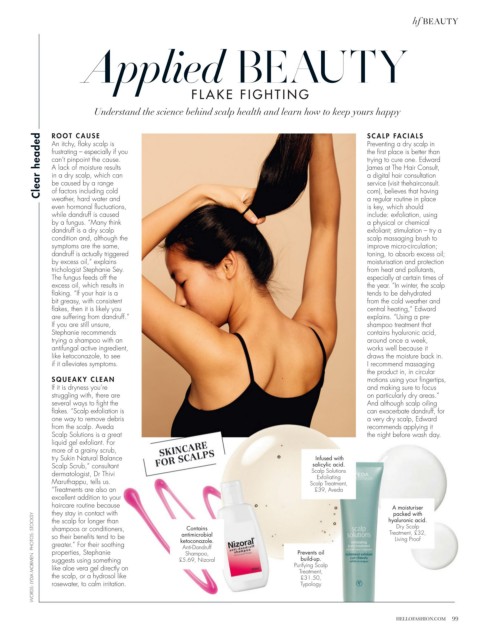 hf BEAUTY
Applied BEAUTY
FLAKE FIGHTING
Understand the science behind scalp health and learn how to keep yours happy
Clear headed
ROOT CAUSE
An itchy, flaky scalp is
frustrating – especially if you
can't pinpoint the cause.
A lack of moisture results
in a dry scalp, which can
be caused by a range
of factors including cold
weather, hard water and
even hormonal fluctuations,
while dandruff is caused
by a fungus. "Many think
dandruff is a dry scalp
condition and, although the
symptoms are the same,
dandruff is actually triggered
by excess oil," explains
trichologist Stephanie Sey.
The fungus feeds off the
excess oil, which results in
flaking. "If your hair is a
bit greasy, with consistent
flakes, then it is likely you
are suffering from dandruff."
If you are still unsure,
Stephanie recommends
trying a shampoo with an
antifungal active ingredient,
like ketoconazole, to see
if it alleviates symptoms.
SQUEAKY CLEAN
If it is dryness you're
struggling with, there are
several ways to fight the
flakes. "Scalp exfoliation is
one way to remove debris
from the scalp. Aveda
Scalp Solutions is a great
liquid gel exfoliant. For
more of a grainy scrub,
try Sukin Natural Balance
Scalp Scrub," consultant
dermatologist, Dr Thivi
Maruthappu, tells us.
"Treatments are also an
excellent addition to your
haircare routine because
they stay in contact with
the scalp for longer than
shampoos or conditioners,
so their benefits tend to be
greater." For their soothing
properties, Stephanie
suggests using something
like aloe vera gel directly on
the scalp, or a hydrosol like
rosewater, to calm irritation.
SCALP FACIALS
Preventing a dry scalp in
the first place is better than
trying to cure one. Edward
James at The Hair Consult,
a digital hair consultation
service (visit thehairconsult.
com), believes that having
a regular routine in place
is key, which should
include: exfoliation, using
a physical or chemical
exfoliant; stimulation – try a
scalp massaging brush to
improve micro-circulation;
toning, to absorb excess oil;
moisturisation and protection
from heat and pollutants,
especially at certain times of
the year. "In winter, the scalp
tends to be dehydrated
from the cold weather and
central heating," Edward
explains. "Using a pre-
shampoo treatment that
contains hyaluronic acid,
around once a week,
works well because it
draws the moisture back in.
I recommend massaging
the product in, in circular
motions using your fingertips,
and making sure to focus
on particularly dry areas."
And although scalp oiling
can exacerbate dandruff, for
a very dry scalp, Edward
recommends applying it
the night before wash day.
SKINCARE
FOR SCALPS
Contains
antimicrobial
ketoconazole.
Anti-Dandruff
Shampoo,
£5.69, Nizoral
Nizoral
Infused with
salicylic acid.
Scalp Solutions
Exfoliating
Scalp Treatment,
£39, Aveda
Prevents oil
build-up.
Purifying Scalp
Treatment,
£31.50,
Typology
scalp
solutions
A moisturiser
packed with
hyaluronic acid.
Dry Scalp
Treatment, £32,
Living Proof
HELLOFASHION.COM 99